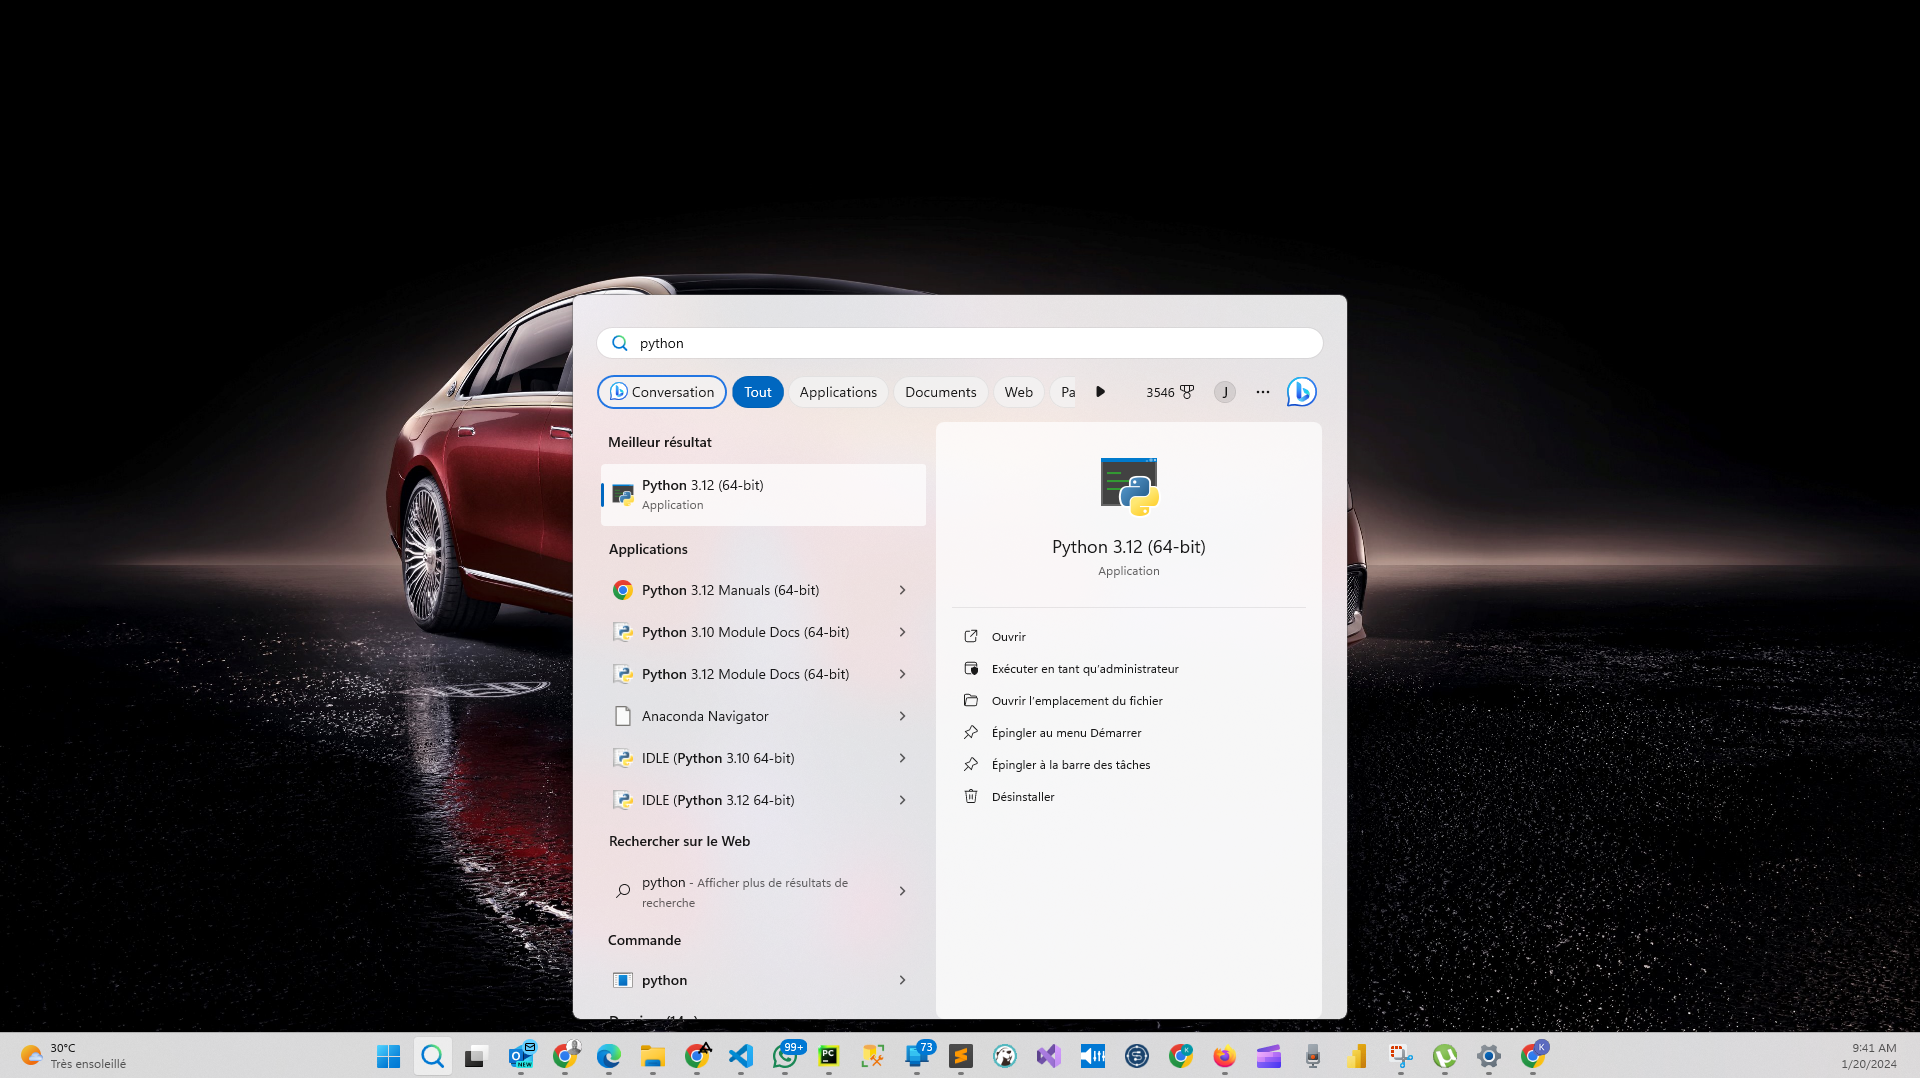 python
Conversation
Tout
Applications
Documents
Web
Pa
3546
J
Meilleur résultat
Python 3.12 (64-bit)
Application
Applications
Python 3.12 Manuals (64-bit)
Python 3.10 Module Docs (64-bit)
Python 3.12 Module Docs (64-bit)
Anaconda Navigator
IDLE (Python 3.10 64-bit)
IDLE (Python 3.12 64-bit)
Rechercher sur le Web
python - Afficher plus de résultats de
recherche
Commande
python
Python 3.12 (64-bit)
Application
Ouvrir
Exécuter en tant qu'administrateur
Ouvrir l'emplacement du fichier
Épingler au menu Démarrer
Épingler à la barre des tâches
Désinstaller
30°C
Très ensoleillé
NEW
99+
PC
73
K
K
9:41 AM
1/20/2024